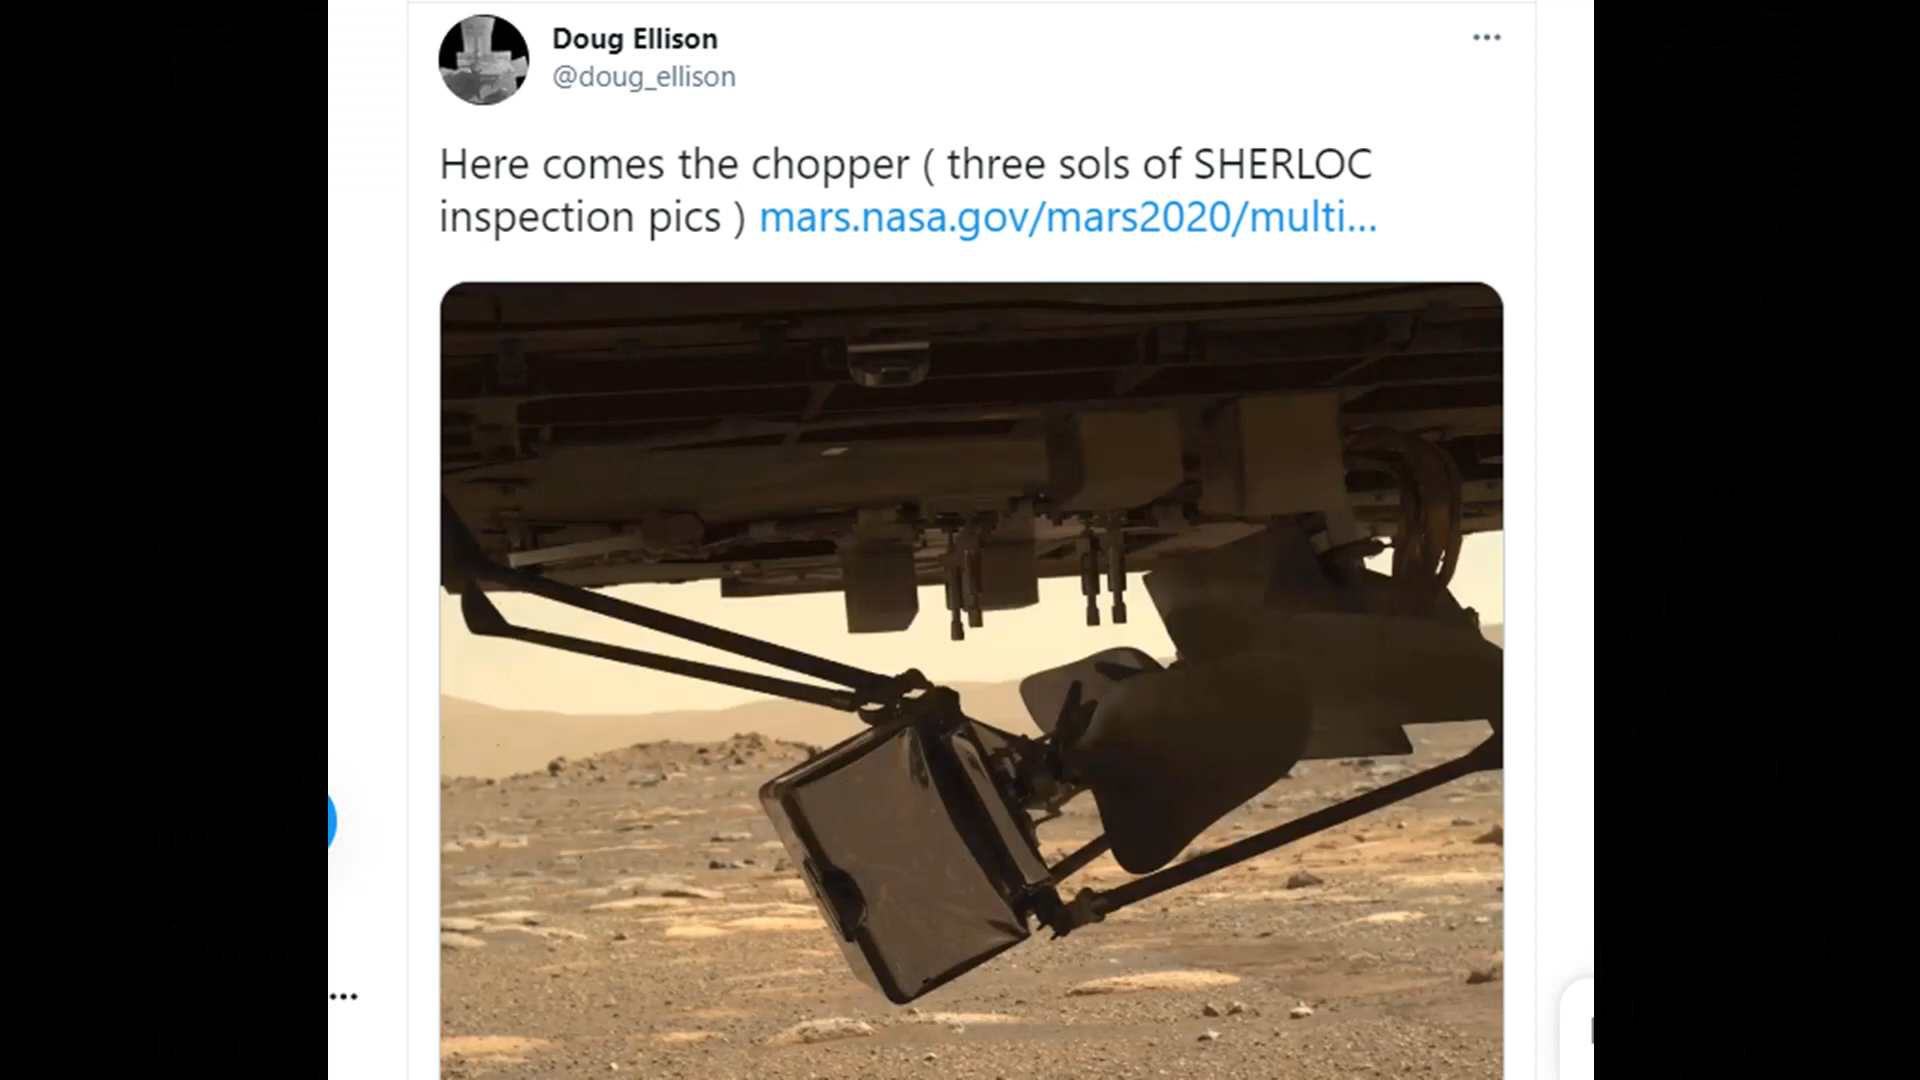 Doug Ellison
@doug_ellison
Here comes the chopper ( three sols of SHERLOC
inspection pics ) mars.nasa.gov/mars2020/multi...